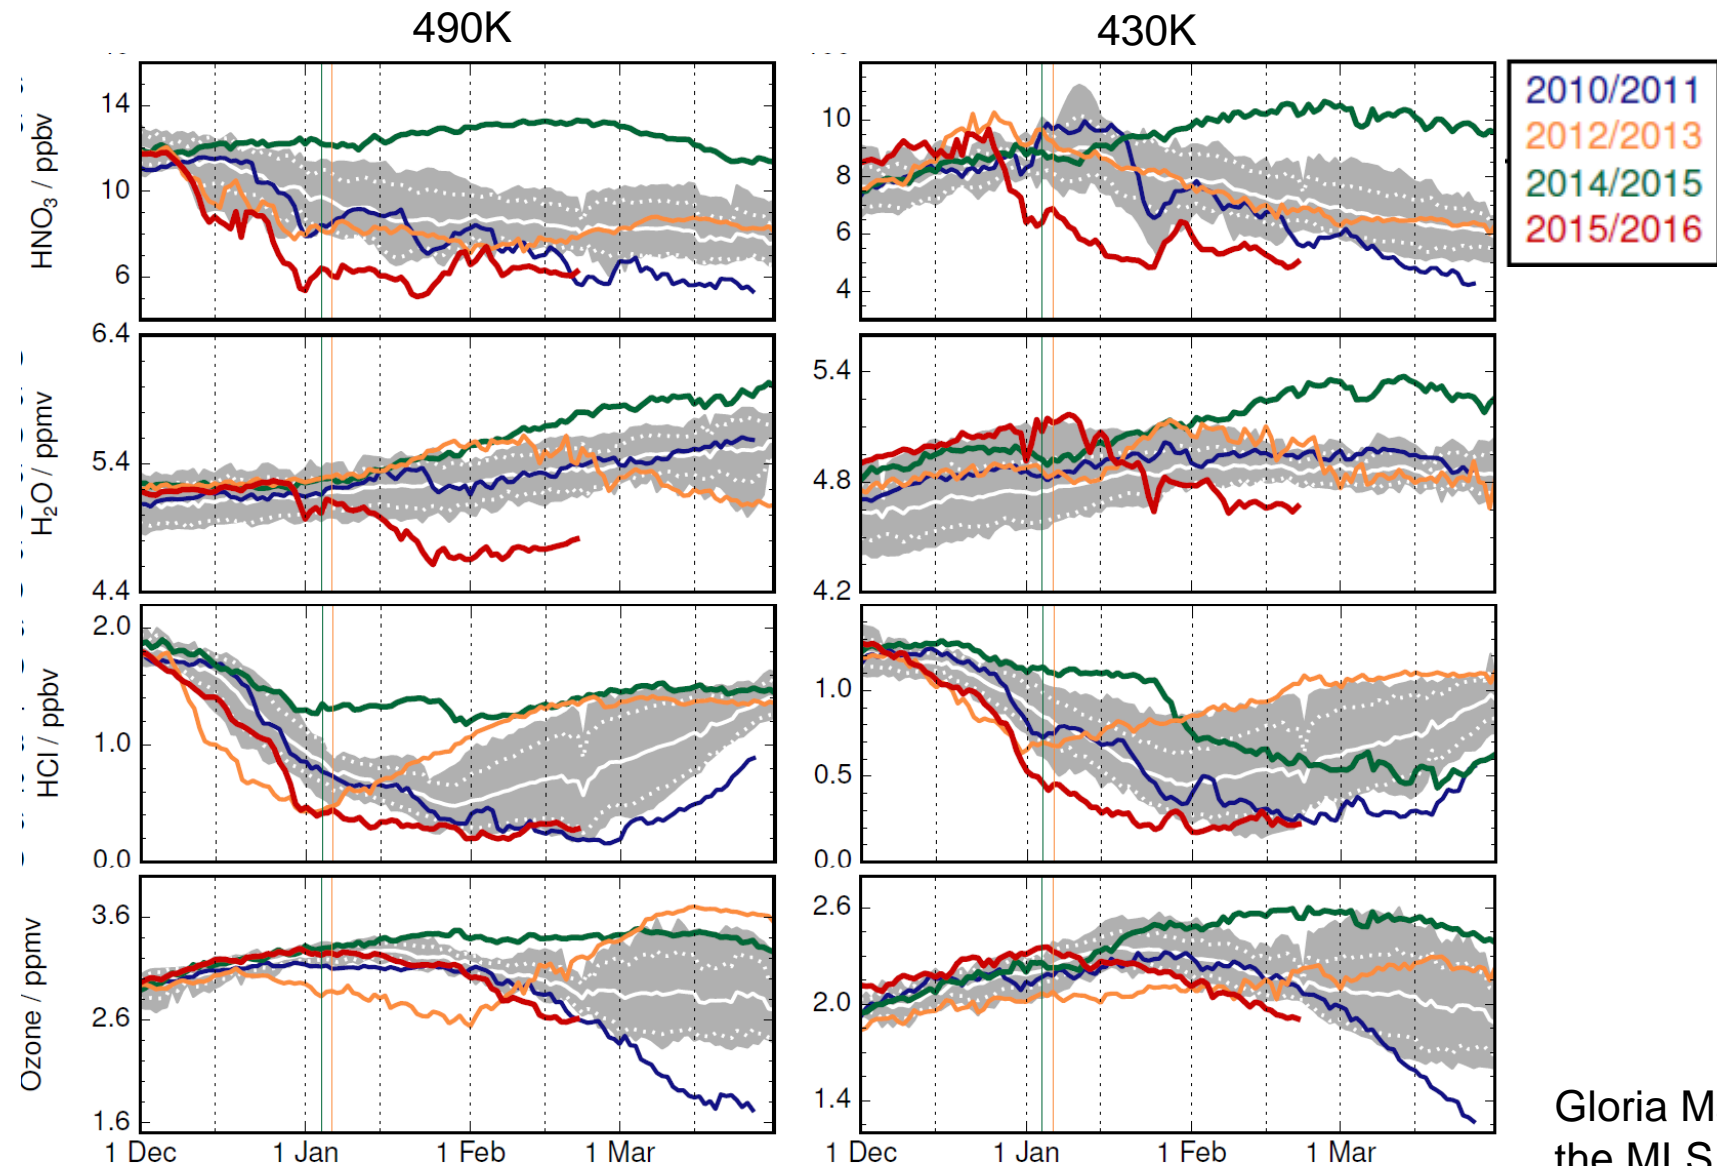 490K
430K
2010/2011
2012/2013
2014/2015
2015/2016
HNO3 / ppbv
14
10
6
10
8
6
4
H2O / ppmv
6.4
5.4
4.4
5.4
4.8
4.2
HCl / ppbv
2.0
1.0
0.0
1.0
0.5
0.0
Ozone / ppmv
3.6
2.6
1.6
2.6
2.0
1.4
1 Dec 1 Jan 1 Feb 1 Mar
1 Dec 1 Jan 1 Feb 1 Mar
Gloria M
the MLS